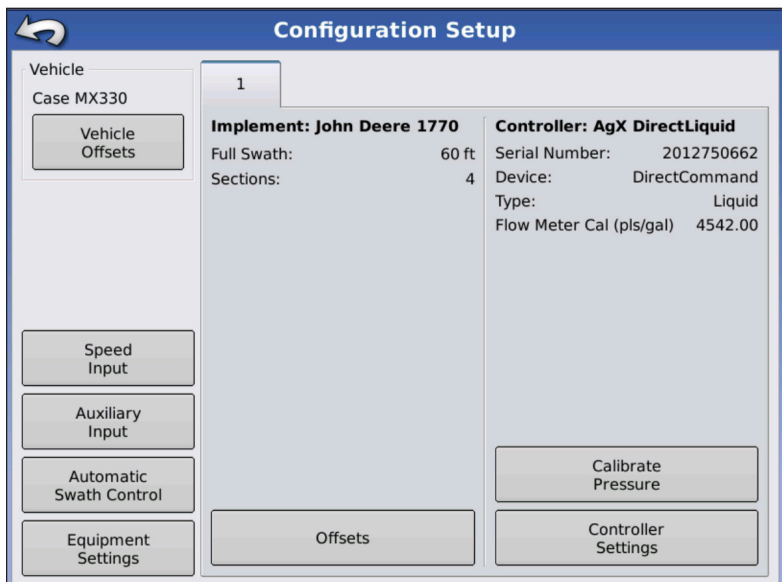 Configuration Setup
Vehicle
Case MX330
Vehicle
Offsets
Speed
Input
Auxiliary
Input
Automatic
Swath Control
Equipment
Settings
1
Implement: John Deere 1770
Full Swath: 60 ft
Sections: 4
Offsets
Controller: AgX DirectLiquid
Serial Number: 2012750662
Device: DirectCommand
Type: Liquid
Flow Meter Cal (pls/gal) 4542.00
Calibrate
Pressure
Controller
Settings